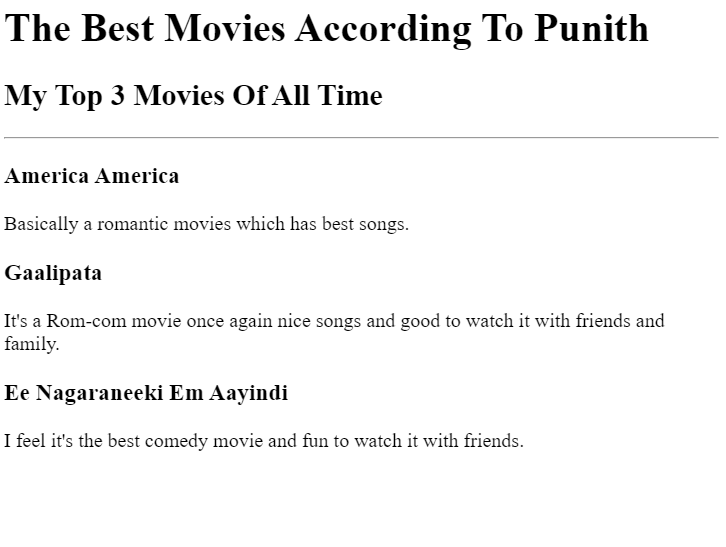 The Best Movies According To Punith
My Top 3 Movies Of All Time
America America
Basically a romantic movies which has best songs.
Gaalipata
It's a Rom-com movie once again nice songs and good to watch it with friends and
family.
Ee Nagaraneeki Em Aayindi
I feel it's the best comedy movie and fun to watch it with friends.